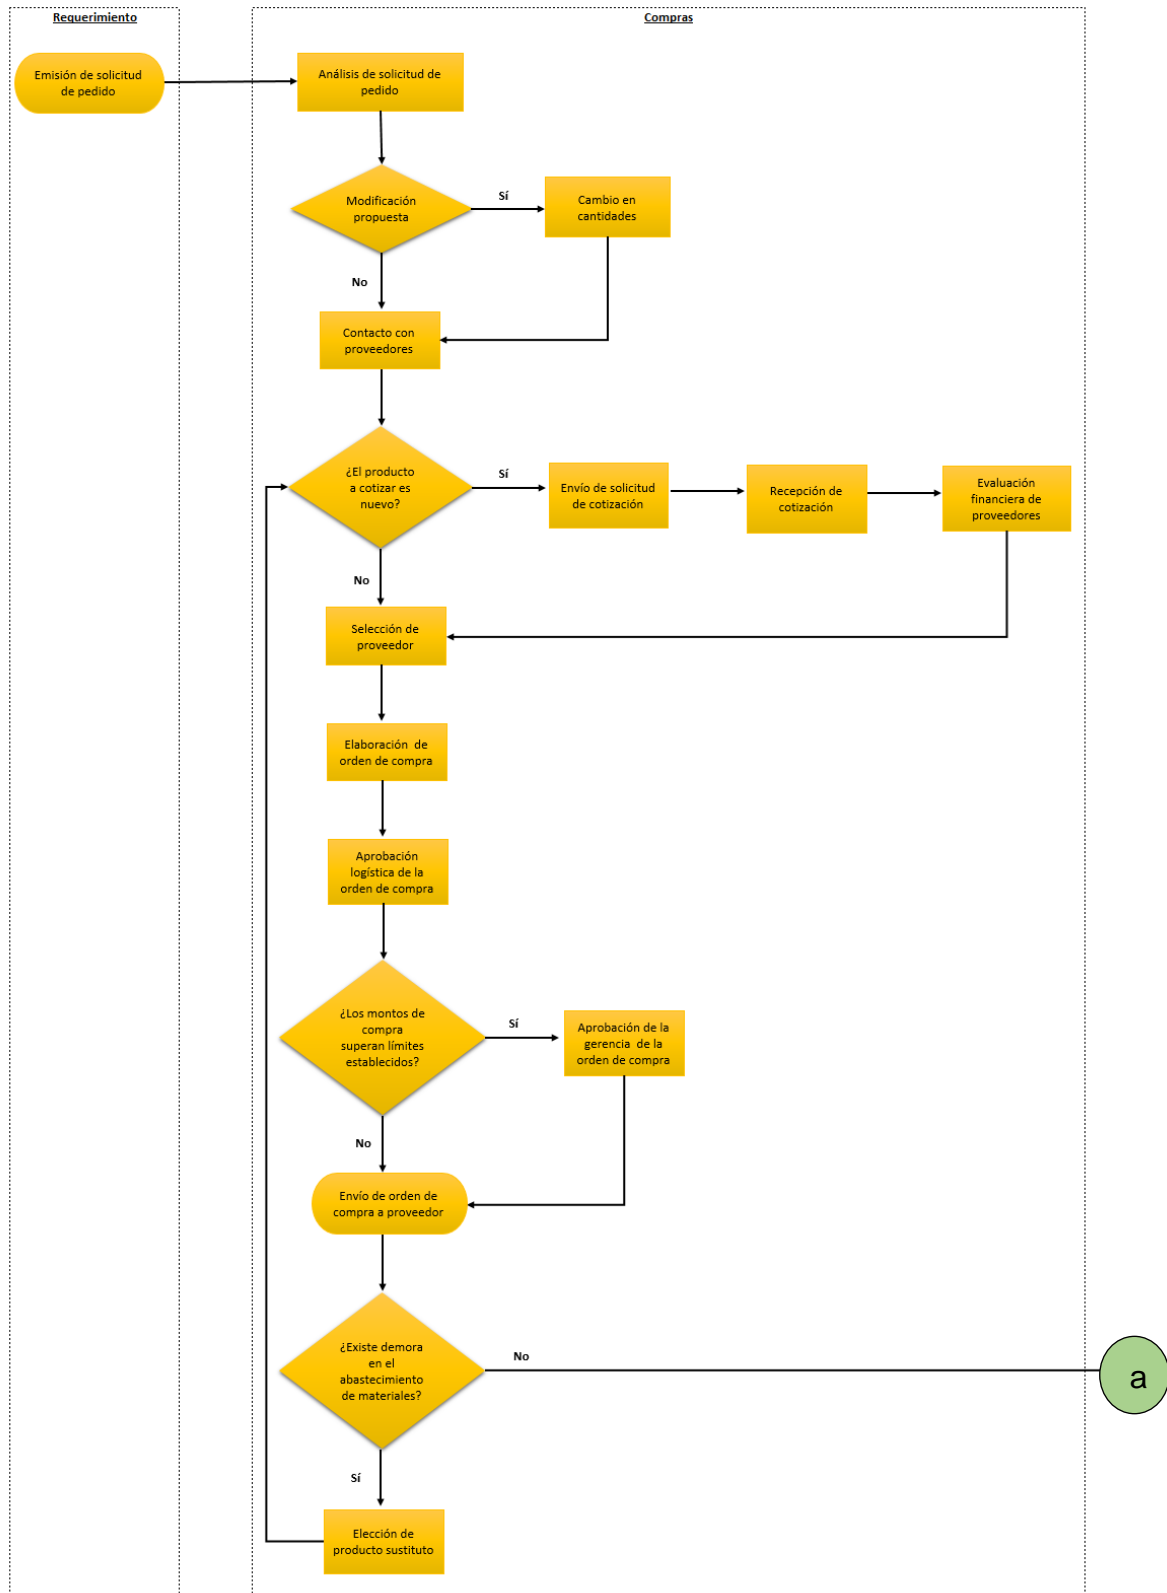 Requerimiento
Compras
Emisión de solicitud
de pedido
Análisis de solicitud de
pedido
Modificación
propuesta
Sí
Cambio en
cantidades
No
Contacto con
proveedores
¿El producto
a cotizar es
nuevo?
Sí
Envío de solicitud
de cotización
Recepción de
cotización
Evaluación
financiera de
proveedores
No
Selección de
proveedor
Elaboración de
orden de compra
Aprobación
logística de la
orden de compra
¿Los montos de
compra
superan límites
establecidos?
Sí
Aprobación de la
gerencia de la
orden de compra
No
Envío de orden de
compra a proveedor
¿Existe demora
en el
abastecimiento
de materiales?
No
a
Sí
Elección de
producto sustituto